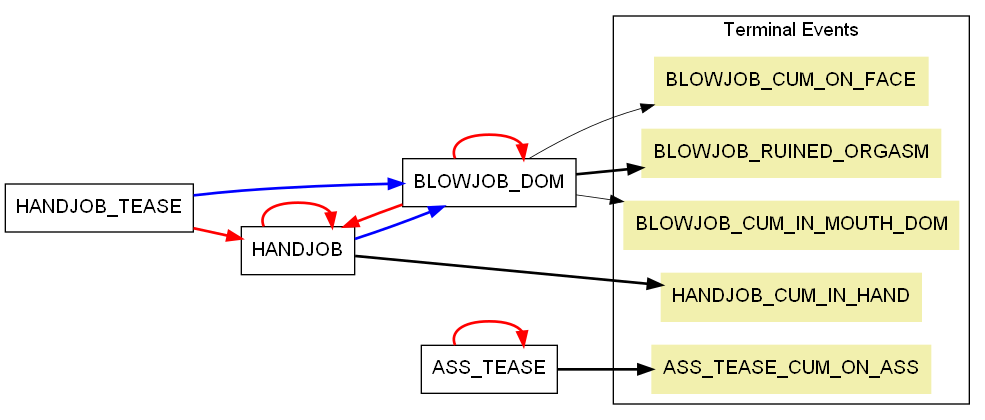 Terminal Events
BLOWJOB_CUM_ON_FACE
BLOWJOB_RUINED_ORGASM
BLOWJOB_DOM
HANDJOB_TEASE
BLOWJOB_CUM_IN_MOUTH_DOM
HANDJOB
HANDJOB_CUM_IN_HAND
ASS_TEASE
ASS_TEASE_CUM_ON_ASS